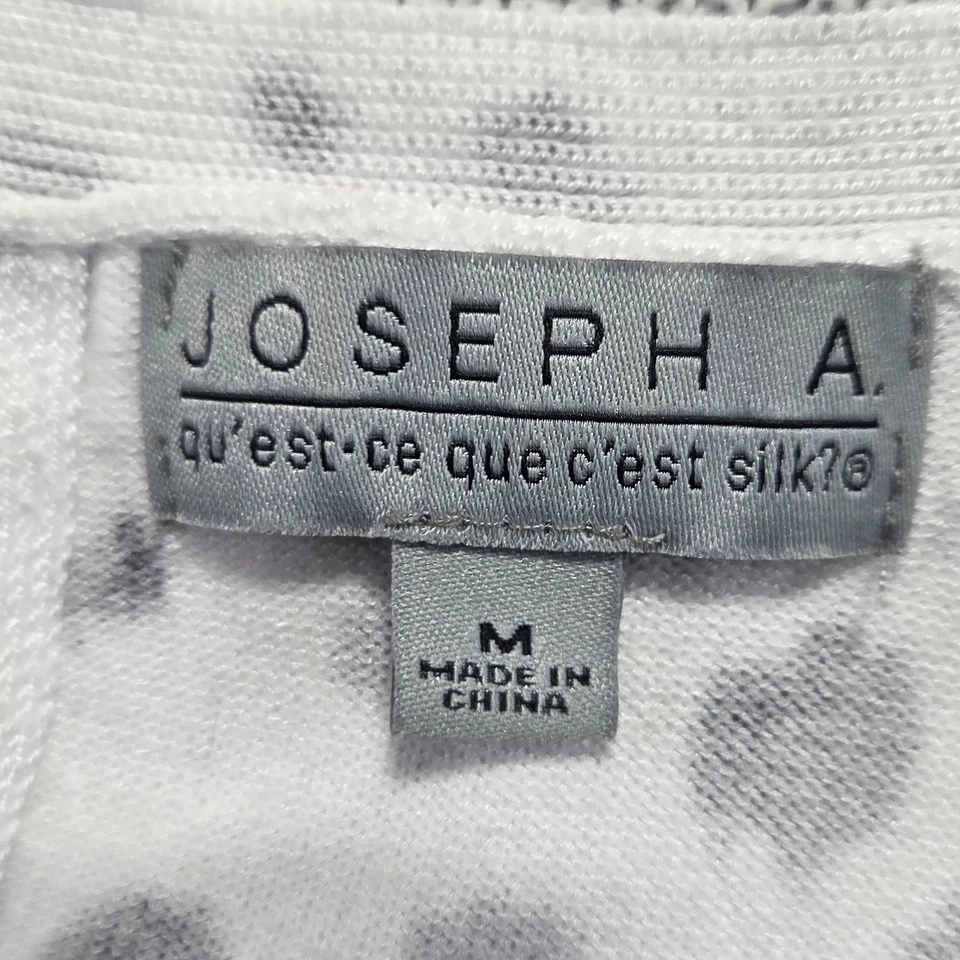 JOSEPH A.
qu'est-ce que c'est silk?®
M
MADE IN
CHINA